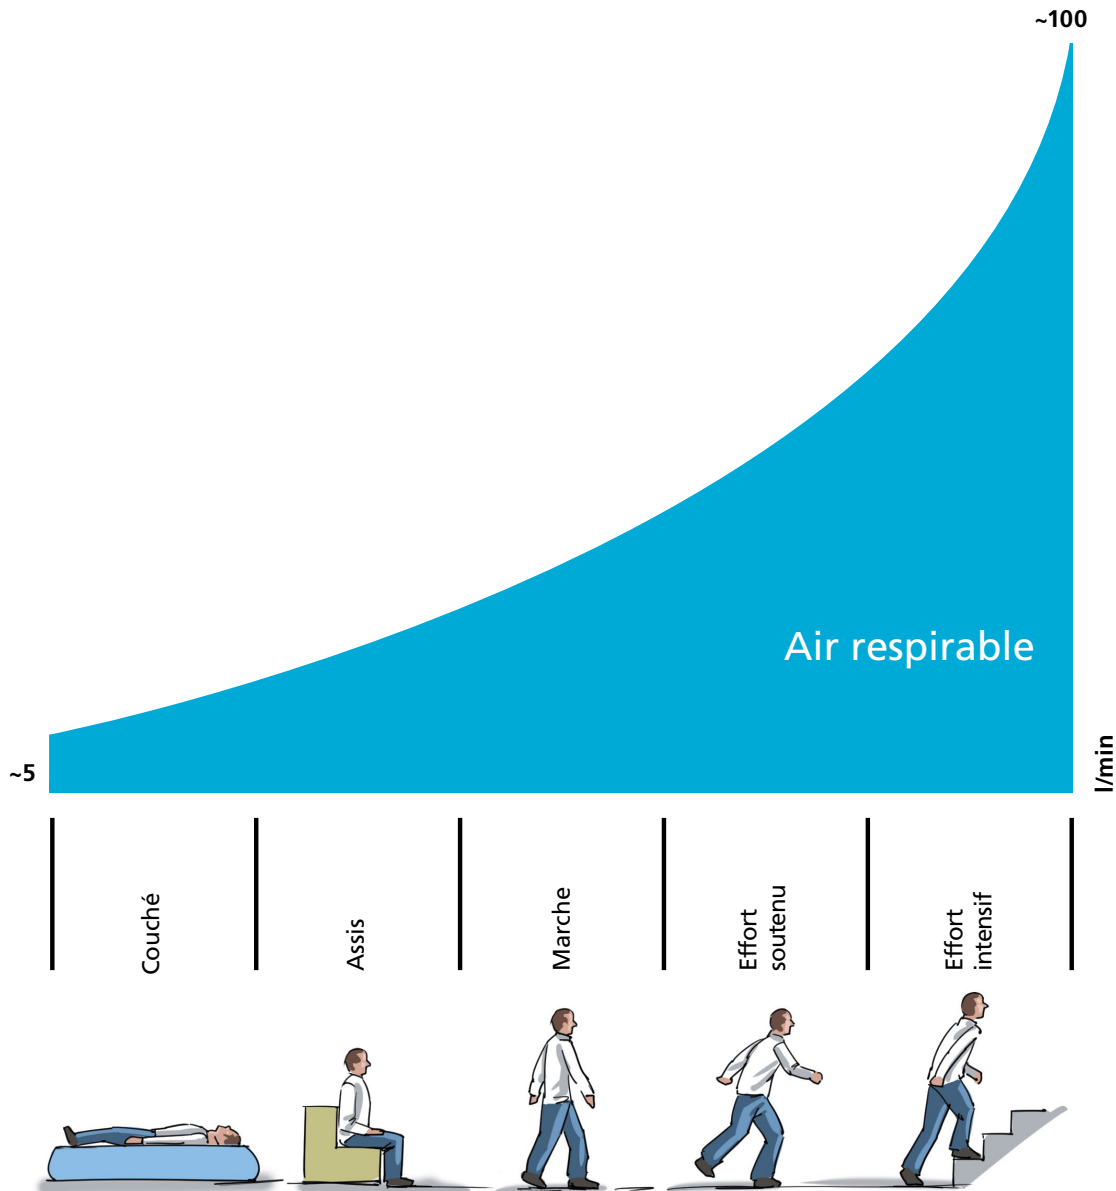 ~100
Air respirable
~5
l/min
Couché
Assis
Marche
Effort
soutenu
Effort
intensif